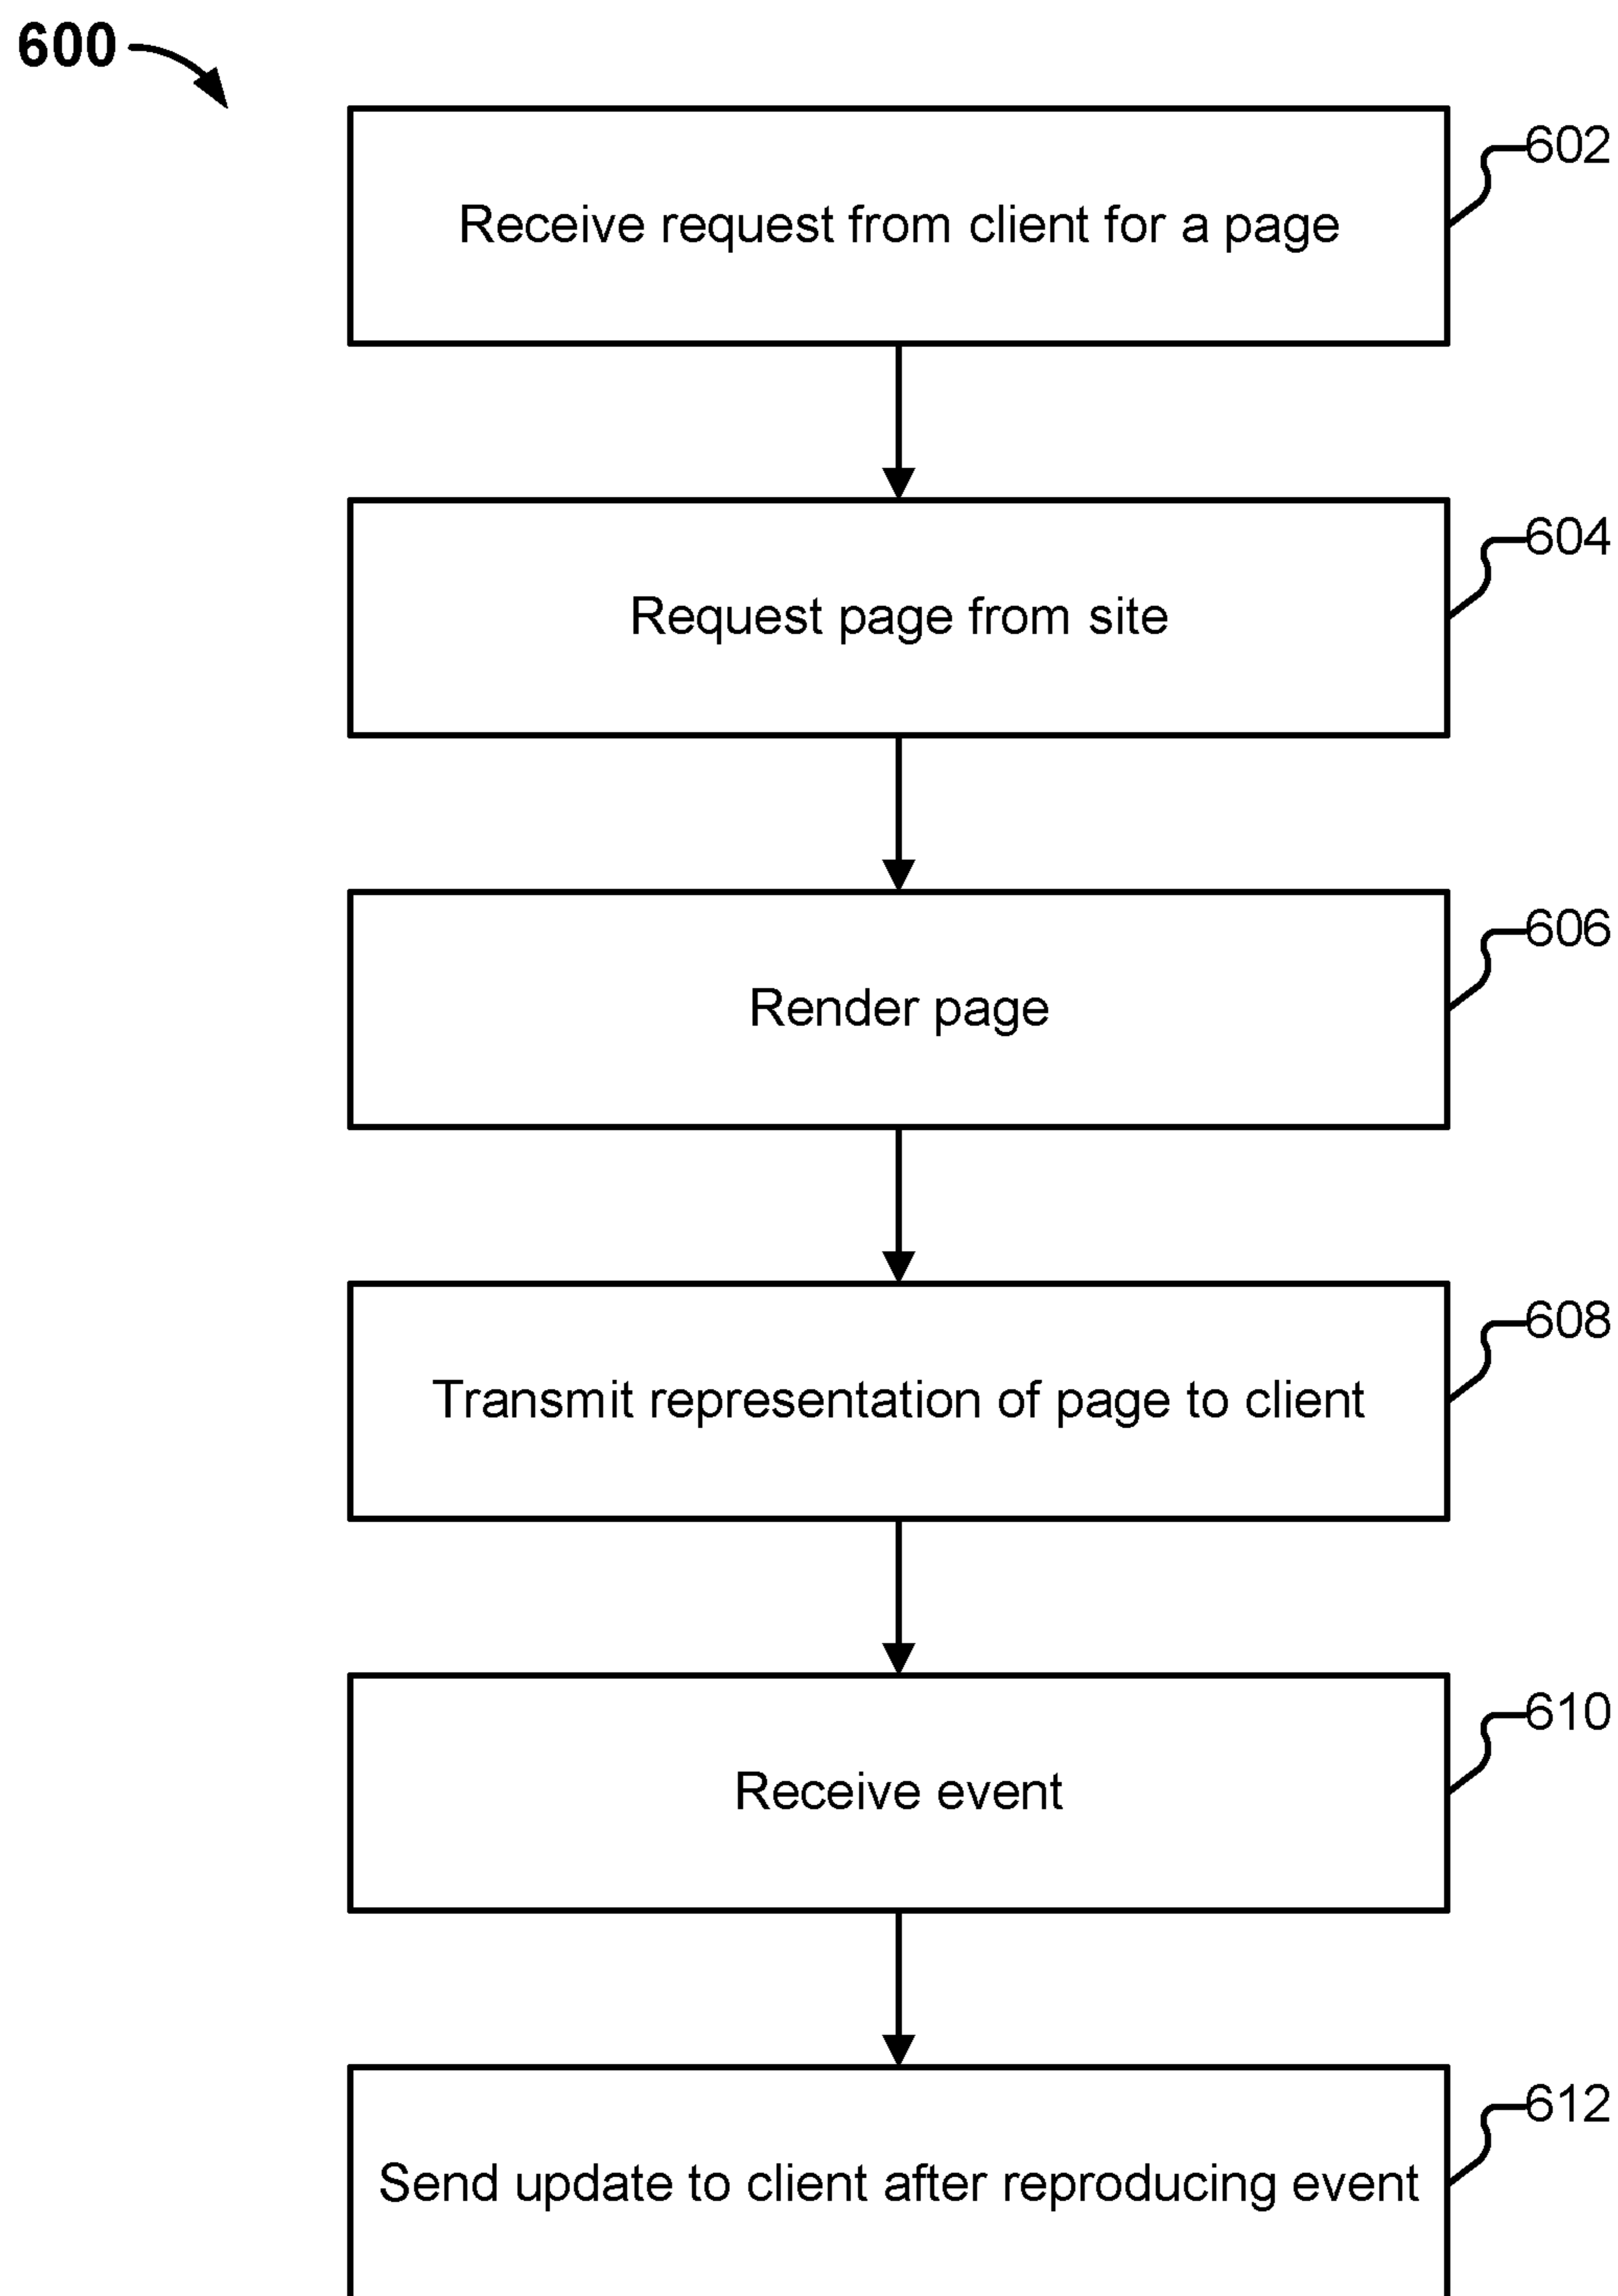 600
Receive request from client for a page
602
Request page from site
604
Render page
606
Transmit representation of page to client
608
Receive event
610
Send update to client after reproducing event
612